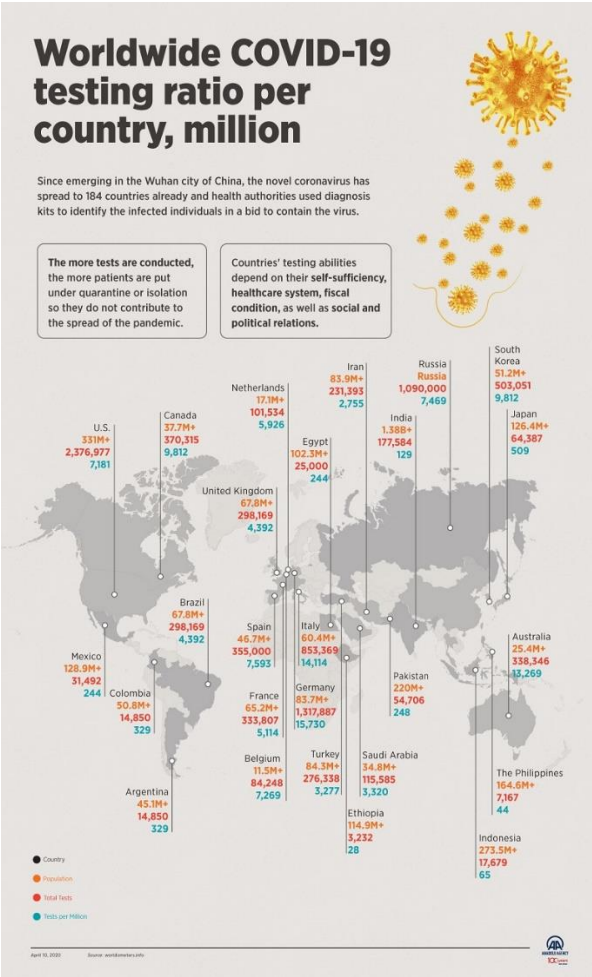 Worldwide COVID-19
testing ratio per
country, million
Since emerging in the Wuhan city of China, the novel coronavirus has
spread to 184 countries already and health authorities used diagnosis
kits to identify the infected individuals in a bid to contain the virus.
The more tests are conducted,
the more patients are put
under quarantine or isolation
so they do not contribute to
the spread of the pandemic.
Countries' testing abilities
depend on their self-sufficiency,
healthcare system, fiscal
condition, as well as social and
political relations.
U.S.
331M+
2,376,977
7,181
Canada
37.7M+
370,315
9,812
Netherlands
17.1M+
101,534
5,926
United Kingdom
67.8M+
298,169
4,392
Egypt
102.3M+
25,000
244
Iran
83.9M+
231,393
2,755
India
1.38B+
177,584
129
Russia
Russia
1,090,000
7,469
South
Korea
51.2M+
503,051
9,812
Japan
126.4M+
64,387
509
Mexico
128.9M+
31,492
244
Brazil
67.8M+
298,169
4,392
Colombia
50.8M+
14,850
329
Argentina
45.1M+
14,850
329
Spain
46.7M+
355,000
7,593
Italy
60.4M+
853,369
14,114
France
65.2M+
333,807
5,114
Germany
83.7M+
1,317,887
15,730
Belgium
11.5M+
84,248
7,269
Turkey
84.3M+
276,338
3,277
Saudi Arabia
34.8M+
115,585
3,320
Ethiopia
114.9M+
3,232
28
Pakistan
220M+
54,706
248
Australia
25.4M+
338,346
13,269
The Philippines
164.6M+
7,167
44
Indonesia
273.5M+
17,679
65
Country
Population
Total Tests
Tests per Million
Source worldometers.info
AA